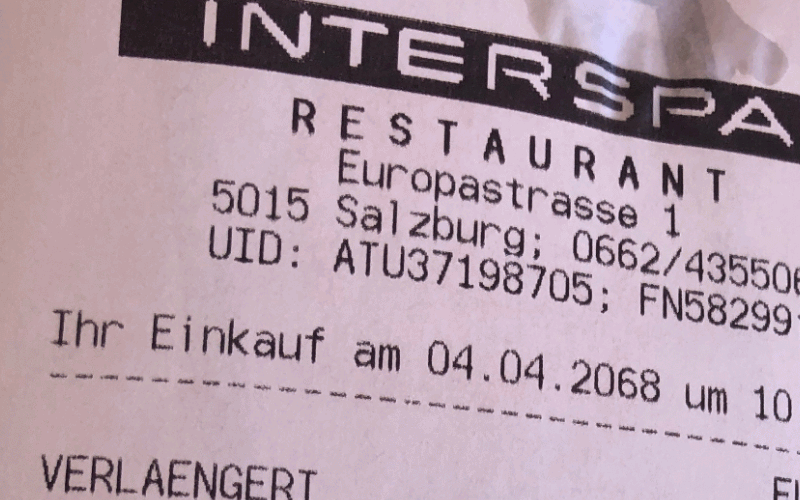 INTERSPA
RESTAURANT
Europastrasse 1
5015 Salzburg; 0662/435506
UID: ATU37198705; FN58299
Ihr Einkauf am 04.04.2068 um 10
VERLAENGERT